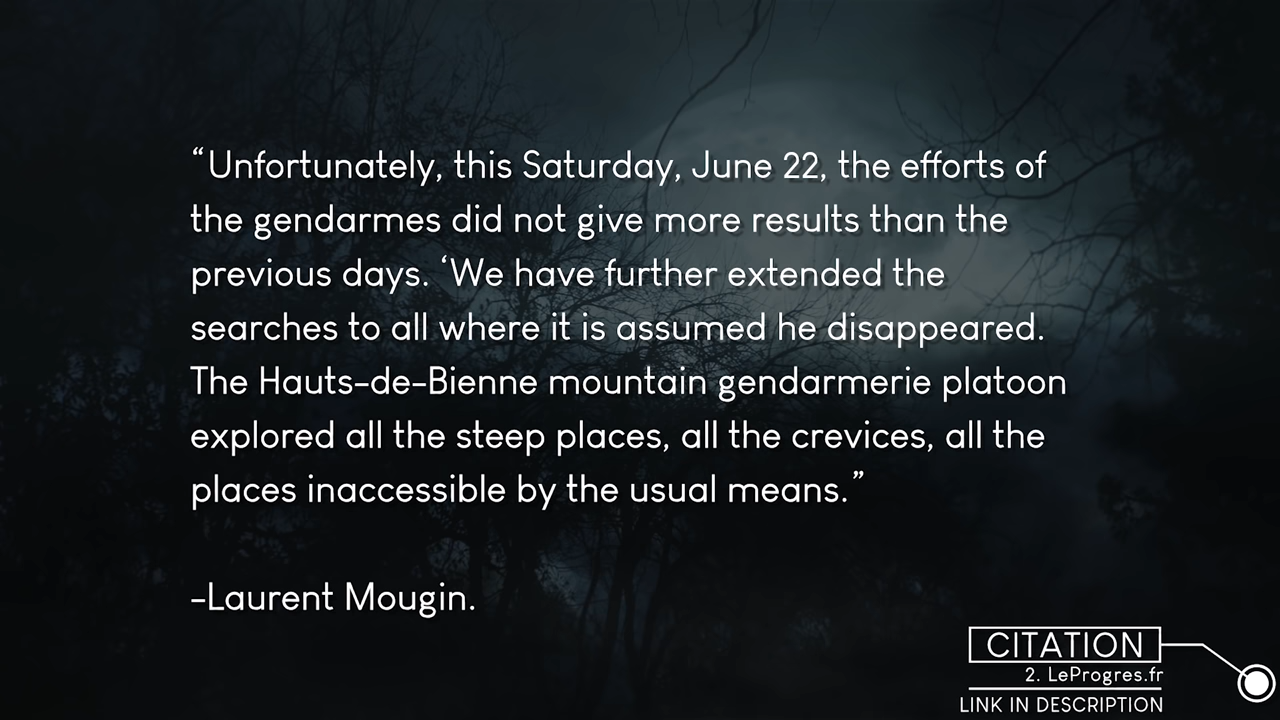 “Unfortunately, this Saturday, June 22, the efforts of
the gendarmes did not give more results than the
previous days. ‘We have further extended the
searches to all where it is assumed he disappeared.
The Hauts-de-Bienne mountain gendarmerie platoon
explored all the steep places, all the crevices, all the
places inaccessible by the usual means.”
-Laurent Mougin.
CITATION
2. LeProgres.fr
LINK IN DESCRIPTION